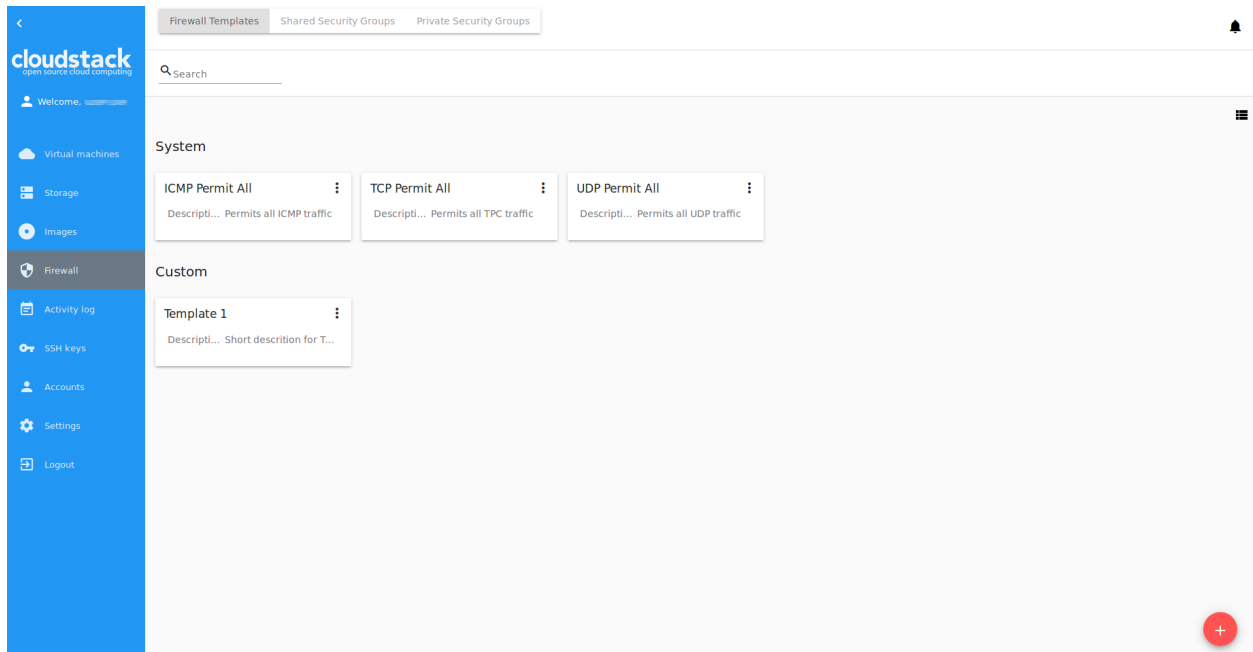 Firewall Templates Shared Security Groups Private Security Groups
cloudstack
open source cloud computing
Search
Welcome,
Virtual machines
Storage
Images
Firewall
Activity log
SSH keys
Accounts
Settings
Logout
System
ICMP Permit All
Descripti... Permits all ICMP traffic
TCP Permit All
Descripti... Permits all TPC traffic
UDP Permit All
Descripti... Permits all UDP traffic
Custom
Template 1
Descripti... Short descrition for T...